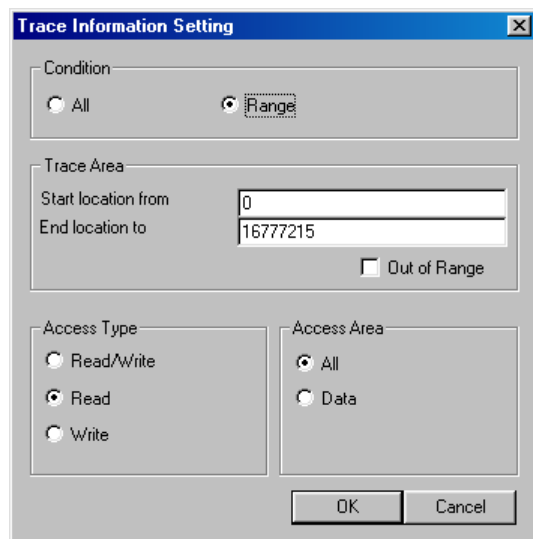 Trace Information Setting
Condition
All Range
Trace Area
Start location from 0
End location to 16777215
Out of Range
Access Type
Read/Write
Read
Write
Access Area
All
Data
OK Cancel